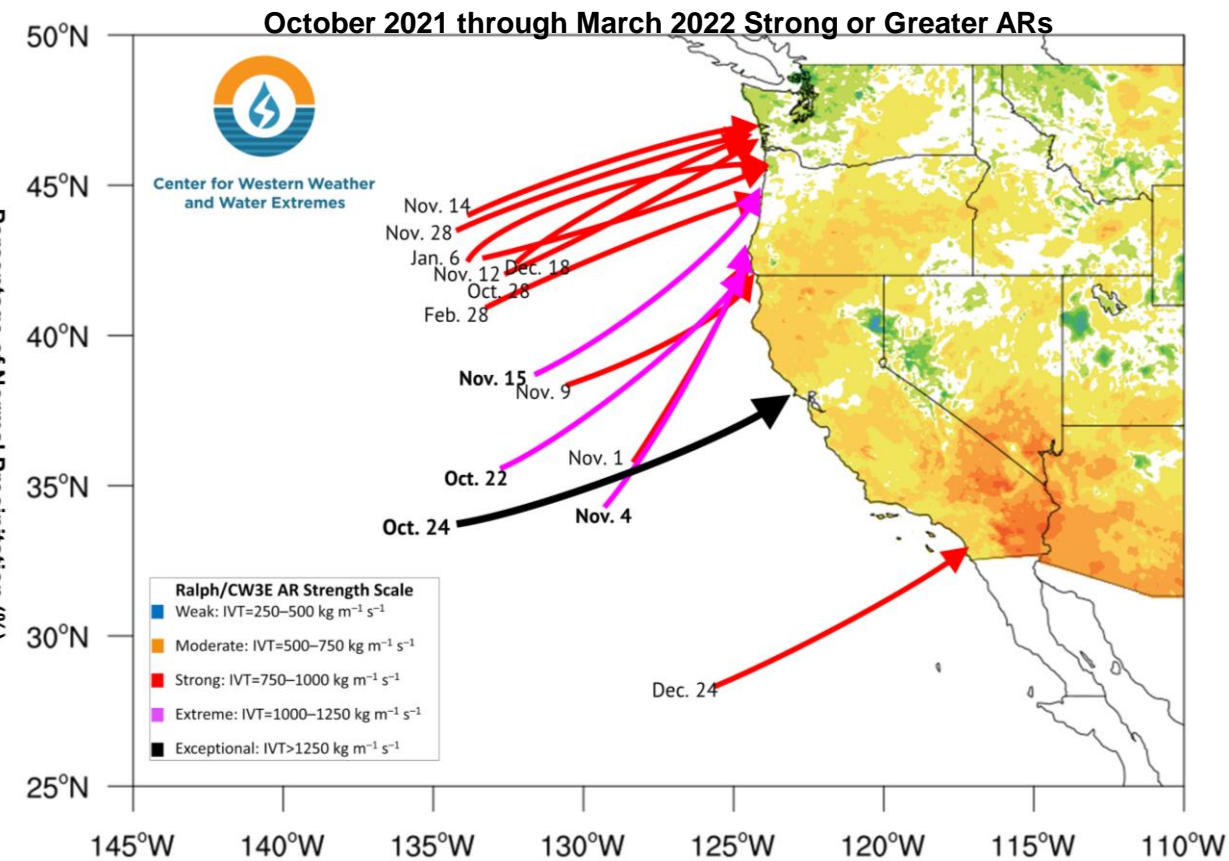 October 2021 through March 2022 Strong or Greater ARs
50°N
45°N
40°N
35°N
30°N
25°N
Center for Western Weather
and Water Extremes
Nov. 14
Nov. 28
Jan. 6
Nov. 12
Dec. 18
Oct. 28
Feb. 28
Nov. 15
Nov. 9
Nov. 1
Oct. 22
Nov. 4
Oct. 24
Dec. 24
Ralph/CW3E AR Strength Scale
Weak: IVT=250–500 kg m⁻¹ s⁻¹
Moderate: IVT=500–750 kg m⁻¹ s⁻¹
Strong: IVT=750–1000 kg m⁻¹ s⁻¹
Extreme: IVT=1000–1250 kg m⁻¹ s⁻¹
Exceptional: IVT>1250 kg m⁻¹ s⁻¹
145°W
140°W
135°W
130°W
125°W
120°W
115°W
110°W